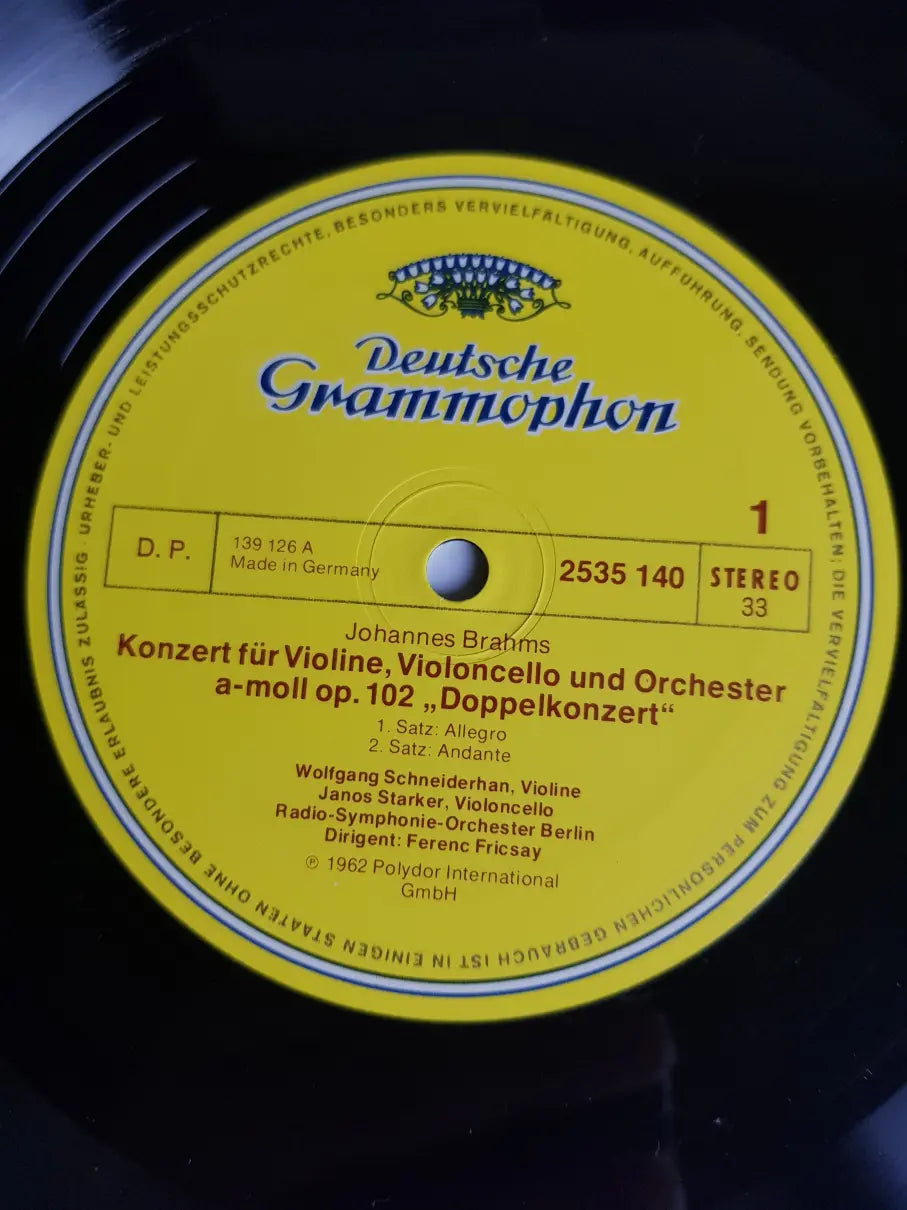 Deutsche
Grammophon
1
D. P.
139 126 A
Made in Germany
2535 140
STEREO
33
Johannes Brahms
Konzert für Violine, Violoncello und Orchester
a-moll op. 102 „Doppelkonzert“
1. Satz: Allegro
2. Satz: Andante
Wolfgang Schneiderhan, Violine
Janos Starker, Violoncello
Radio-Symphonie-Orchester Berlin
Dirigent: Ferenc Fricsay
℗ 1962 Polydor International
GmbH
URHEBER- UND LEISTUNGSSCHUTZRECHTE, BESONDERS VERVIELFÄLTIGUNG, AUFFÜHRUNG, SENDUNG VORBEHALTEN; DIE VERVIELFÄLTIGUNG ZUM PERSÖNLICHEN GEBRAUCH IST IN EINIGEN STAATEN OHNE BESONDERE ERLAUBNIS ZULÄSSIG ·